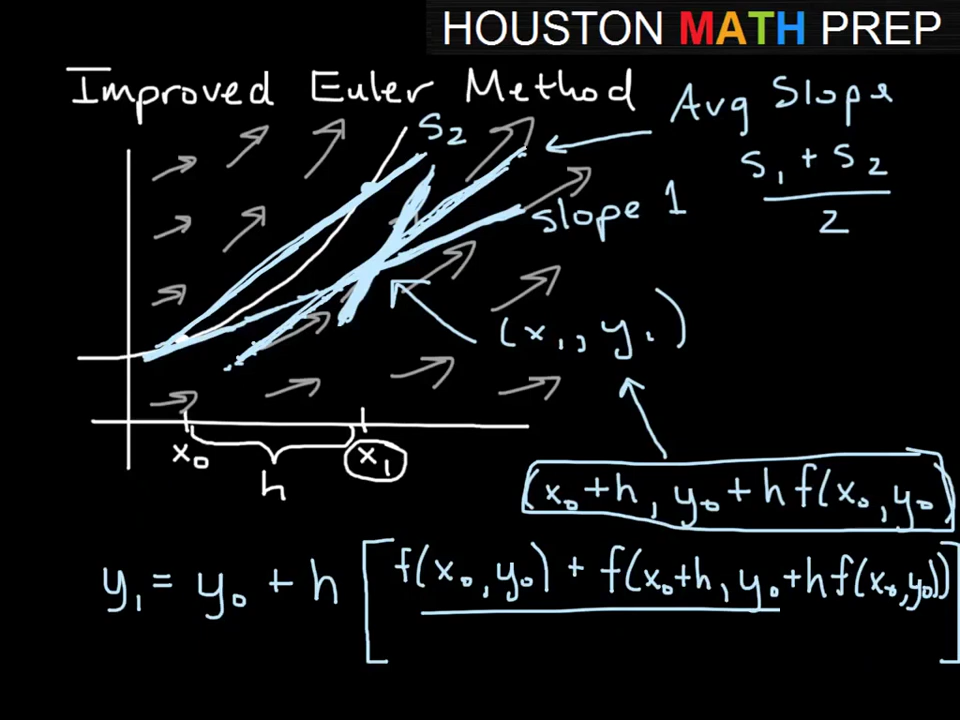 HOUSTON MATH PREP
Improved Euler Method
Avg Slope
S₁ + S₂
2
S₂
slope 1
(x₁, y₁)
x₀
x₁
h
(x₀+h, y₀+hf(x₀,y₀)
y₁ = y₀ + h [f(x₀,y₀) + f(x₀+h, y₀+hf(x₀,y₀))]